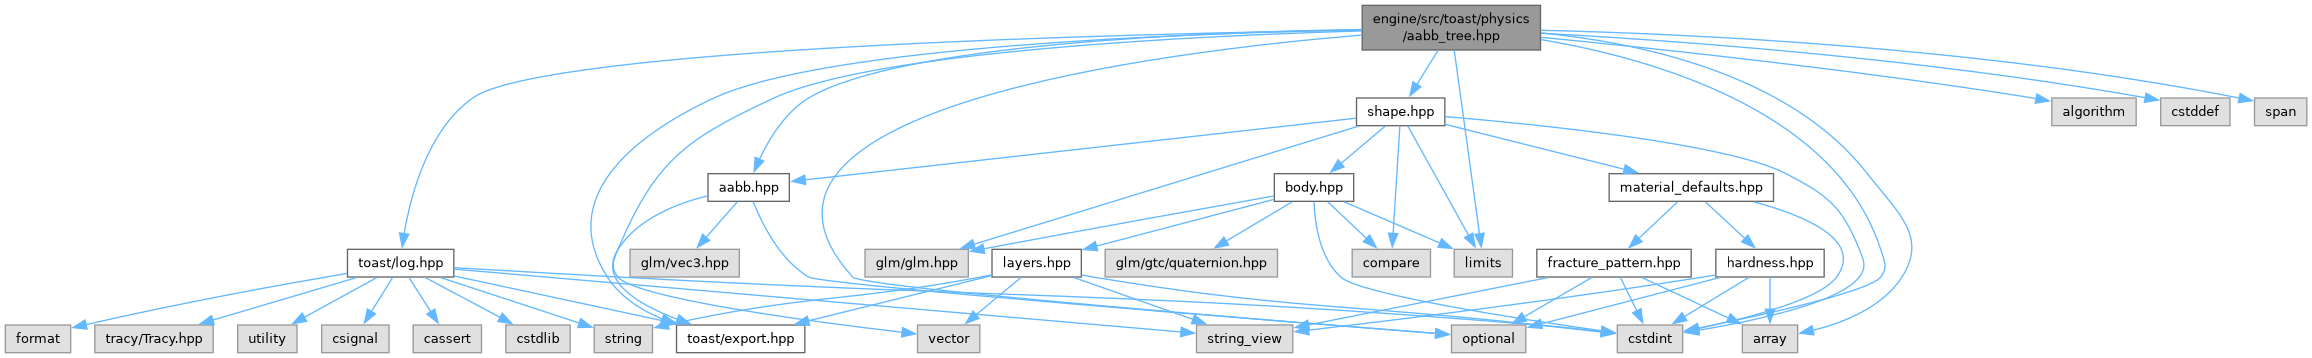 engine/src/toast/physics
/aabb_tree.hpp
shape.hpp
algorithm
cstddef
span
aabb.hpp
body.hpp
material_defaults.hpp
toast/log.hpp
glm/vec3.hpp
glm/glm.hpp
layers.hpp
glm/gtc/quaternion.hpp
compare
limits
fracture_pattern.hpp
hardness.hpp
format
tracy/Tracy.hpp
utility
csignal
cassert
cstdlib
string
toast/export.hpp
vector
string_view
optional
cstdint
array